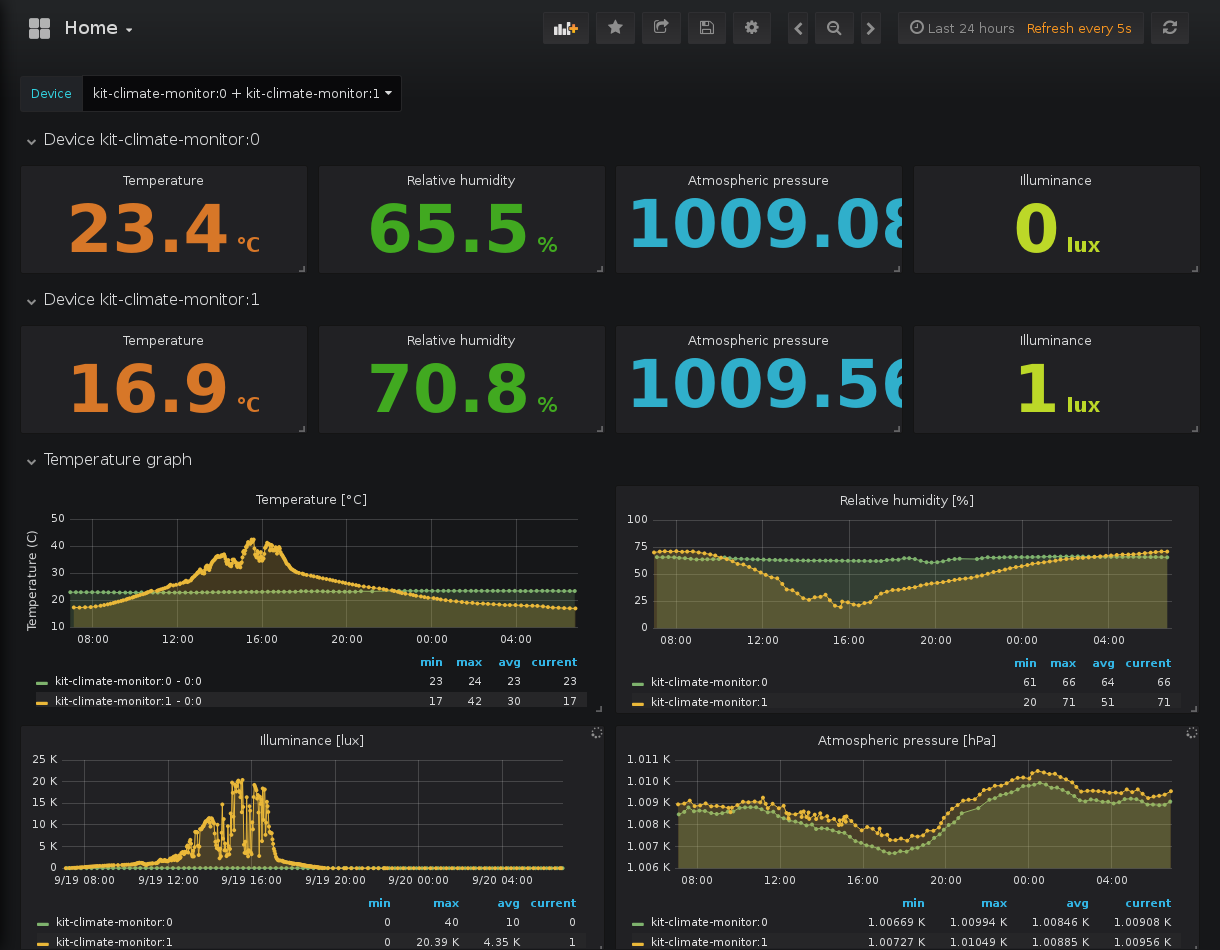 Home
Last 24 hours Refresh every 5s
Device kit-climate-monitor:0 + kit-climate-monitor:1
Device kit-climate-monitor:0
Temperature Relative humidity Atmospheric pressure Illuminance
23.4 °C 65.5 % 1009.08 0 lux
Device kit-climate-monitor:1
Temperature Relative humidity Atmospheric pressure Illuminance
16.9 °C 70.8 % 1009.56 1 lux
Temperature graph
Temperature [°C]
Temperature (C)
50
40
30
20
10
08:00 12:00 16:00 20:00 00:00 04:00
min max avg current
kit-climate-monitor:0 - 0:0 23 24 23 23
kit-climate-monitor:1 - 0:0 17 42 30 17
Relative humidity [%]
100
75
50
25
0
08:00 12:00 16:00 20:00 00:00 04:00
min max avg current
kit-climate-monitor:0 61 66 64 66
kit-climate-monitor:1 20 71 51 71
Illuminance [lux]
25 K
20 K
15 K
10 K
5 K
0
9/19 08:00 9/19 12:00 9/19 16:00 9/19 20:00 9/20 00:00 9/20 04:00
min max avg current
kit-climate-monitor:0 0 40 10 0
kit-climate-monitor:1 0 20.39 K 4.35 K 1
Atmospheric pressure [hPa]
1.011 K
1.010 K
1.009 K
1.008 K
1.007 K
1.006 K
08:00 12:00 16:00 20:00 00:00 04:00
min max avg current
kit-climate-monitor:0 1.00669 K 1.00994 K 1.00846 K 1.00908 K
kit-climate-monitor:1 1.00727 K 1.01049 K 1.00885 K 1.00956 K